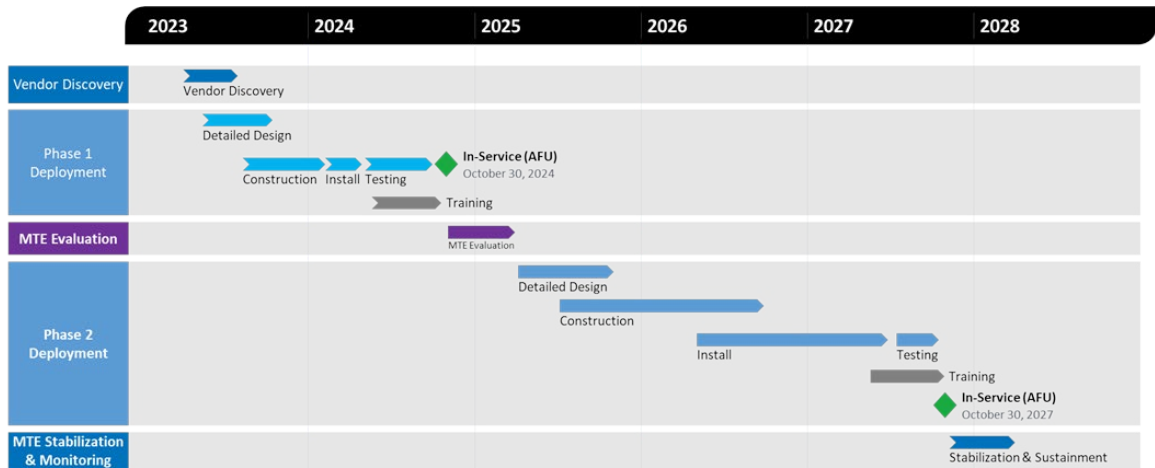 2023 2024 2025 2026 2027 2028
Vendor Discovery
Vendor Discovery
Phase 1
Deployment
Detailed Design
Construction Install Testing
In-Service (AFU)
October 30, 2024
Training
MTE Evaluation
MTE Evaluation
Phase 2
Deployment
Detailed Design
Construction
Install Testing
Training
In-Service (AFU)
October 30, 2027
MTE Stabilization
& Monitoring
Stabilization & Sustainment